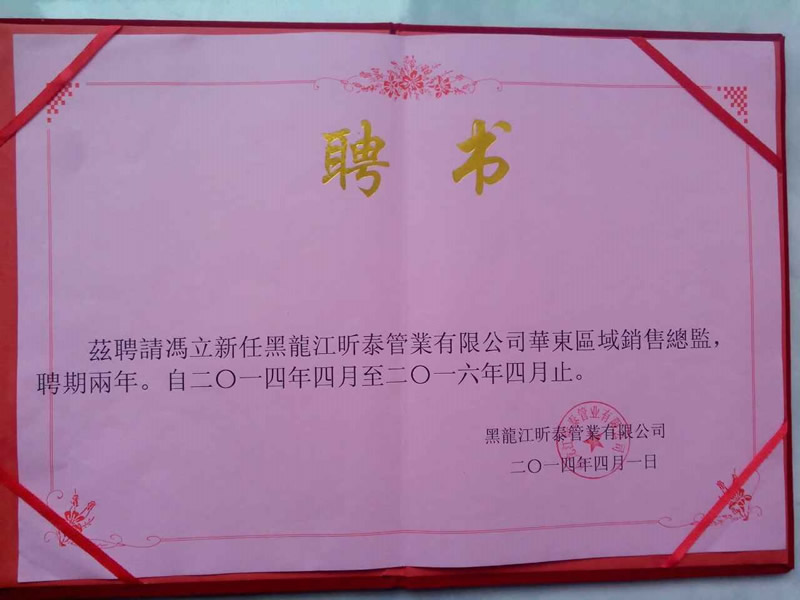 聘书
茲聘請馮立新任黑龍江昕泰管業有限公司華東區域銷售總監，
聘期兩年。自二〇一四年四月至二〇一六年四月止。
黑龍江昕泰管業有限公司
二〇一四年四月一日